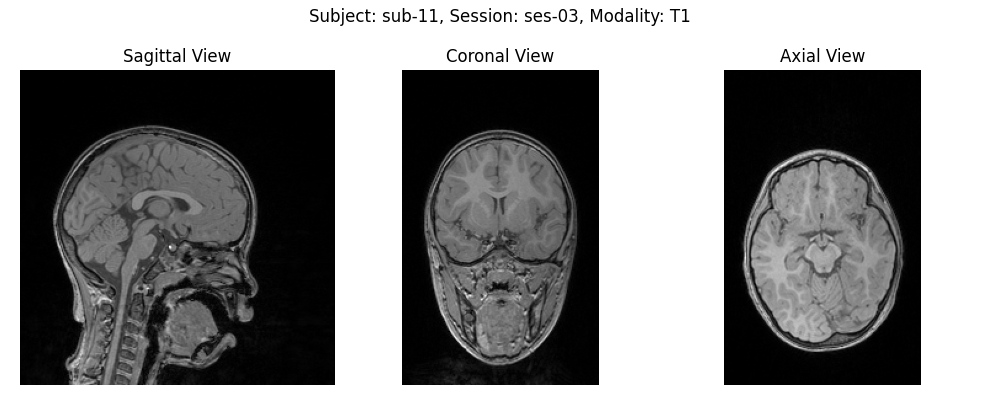 Subject: sub-11, Session: ses-03, Modality: T1
Sagittal View
Coronal View
Axial View